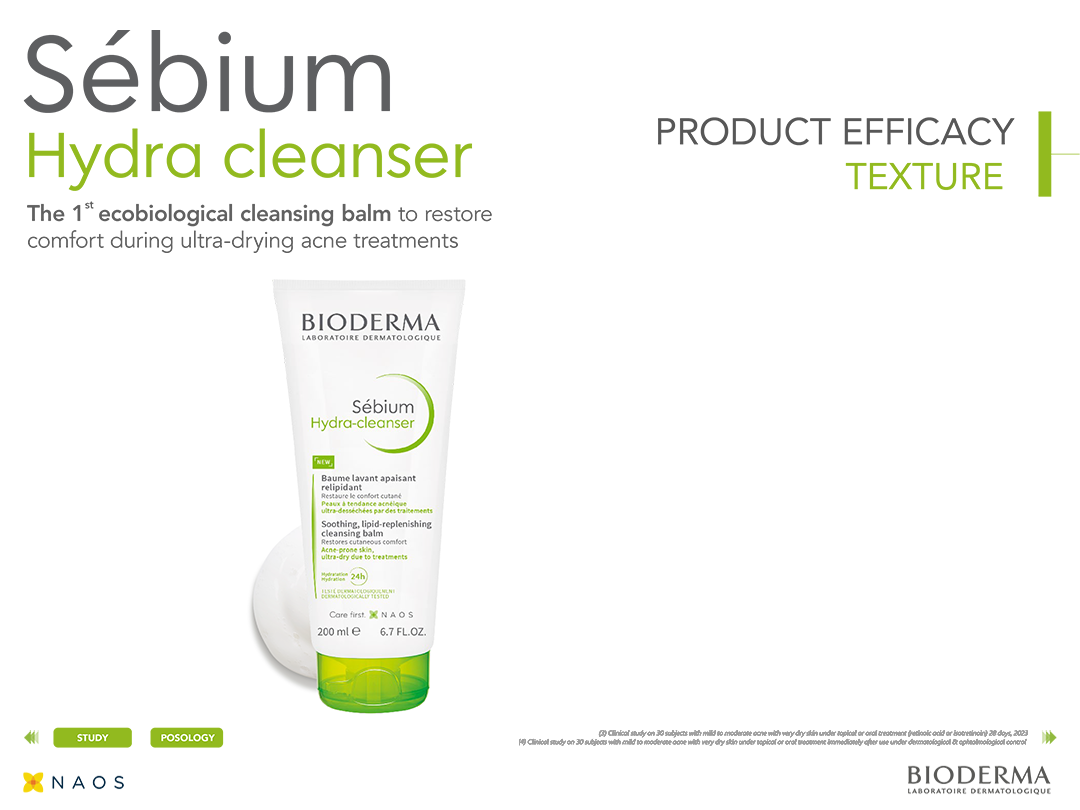 Sébium
Hydra cleanser
The 1st ecobiological cleansing balm to restore
comfort during ultra-drying acne treatments
PRODUCT EFFICACY
TEXTURE
BIODERMA
LABORATOIRE DERMATOLOGIQUE
Sébium
Hydra-cleanser
NEW
Baume lavant apaisant
relipidant
Restaure le confort cutané
Peaux à tendance acnéique
ultra-desséchées par des traitements
Soothing, lipid-replenishing
cleansing balm
Restores cutaneous comfort
Acne-prone skin,
ultra-dry due to treatments
Hydratation
Hydration
24h
TESTÉ DERMATOLOGIQUEMENT
DERMATOLOGICALLY TESTED
Care first. NAOS
200 ml ℮ 6.7 FL.OZ.
STUDY
POSOLOGY
(3) Clinical study on 30 subjects with mild to moderate acne with very dry skin under topical or oral treatment (retinoic acid or isotretinoin) 28 days, 2023
(4) Clinical study on 30 subjects with mild to moderate acne with very dry skin under topical or oral treatment immediately after use under dermatological & ophtalmological control
NAOS
BIODERMA
LABORATOIRE DERMATOLOGIQUE